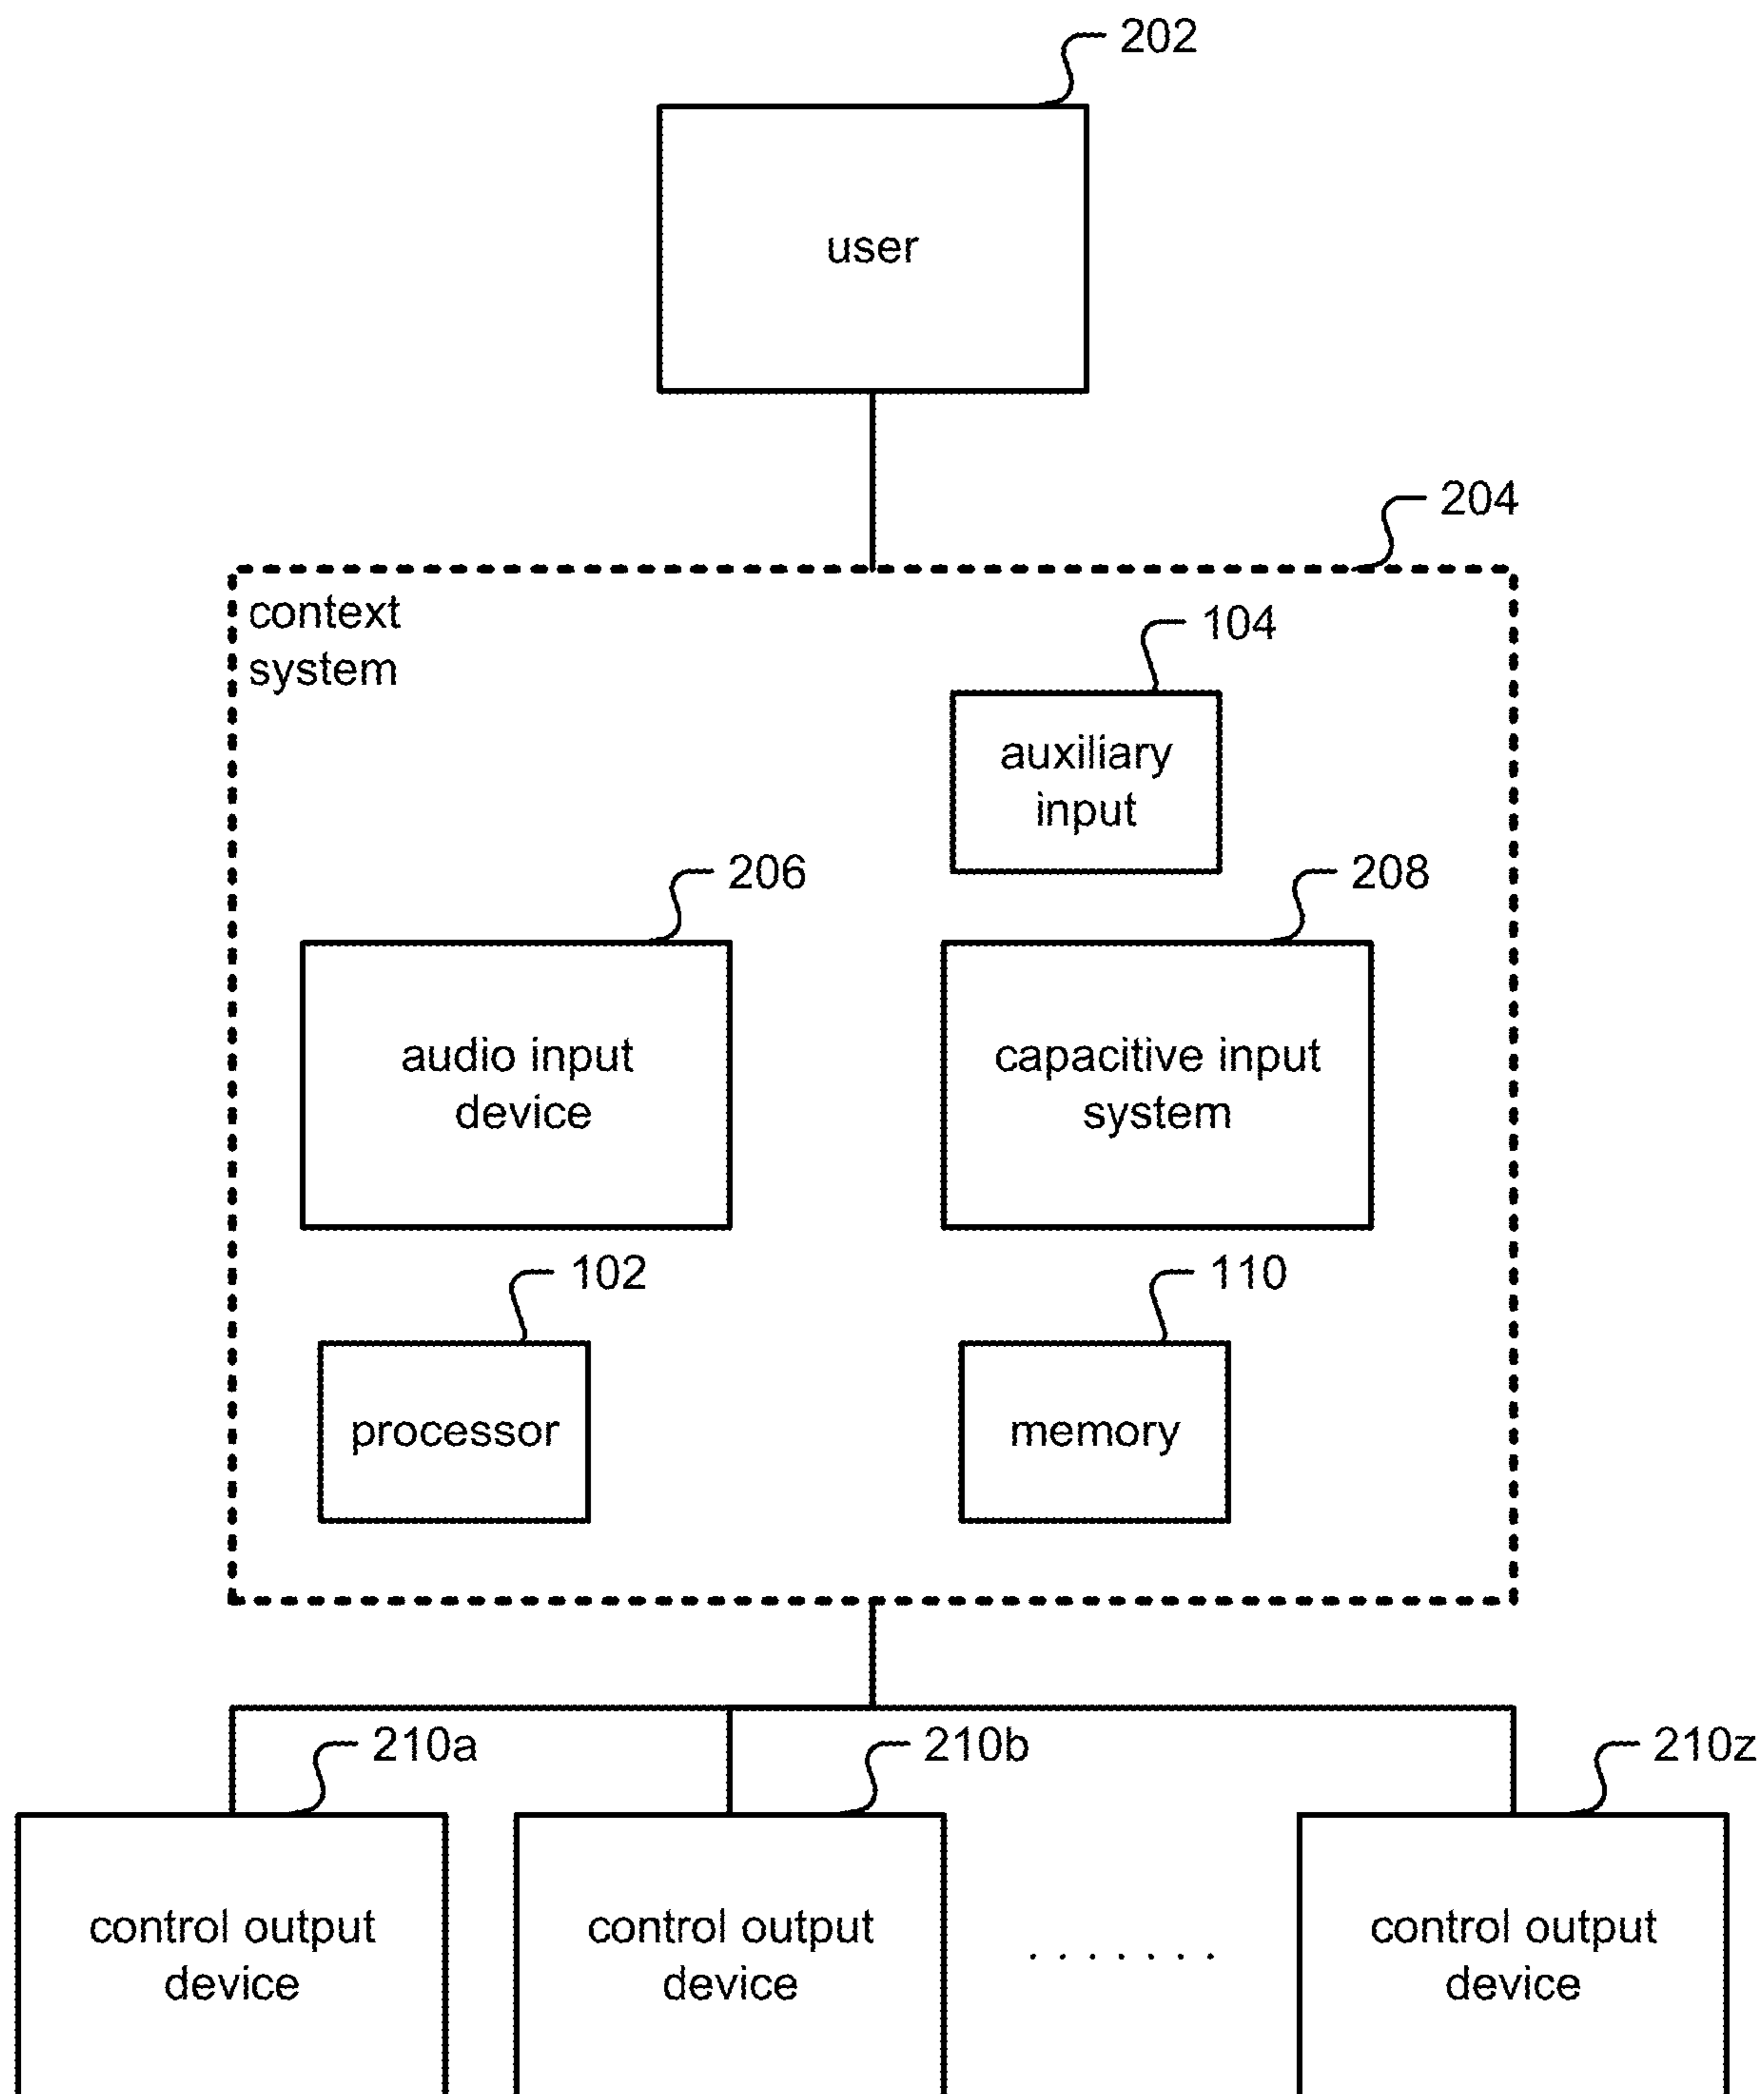 202
user
204
context
system
104
auxiliary
input
206
208
audio input
device
capacitive input
system
102
110
processor
memory
210a
210b
210z
control output
device
control output
device
. . . . . . .
control output
device